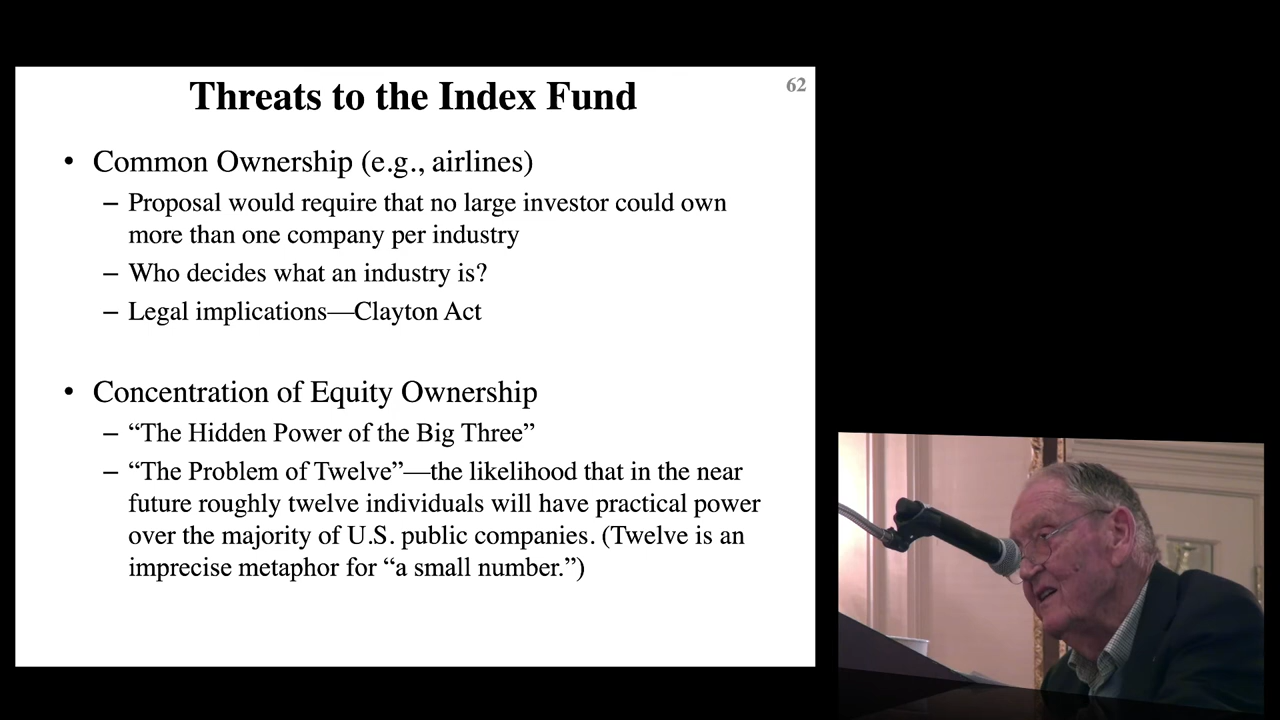 Threats to the Index Fund
62
• Common Ownership (e.g., airlines)
– Proposal would require that no large investor could own
more than one company per industry
– Who decides what an industry is?
– Legal implications—Clayton Act
• Concentration of Equity Ownership
– “The Hidden Power of the Big Three”
– “The Problem of Twelve”—the likelihood that in the near
future roughly twelve individuals will have practical power
over the majority of U.S. public companies. (Twelve is an
imprecise metaphor for “a small number.”)